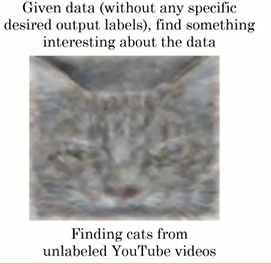 Given data (without any specific
desired output labels), find something
interesting about the data
Finding cats from
unlabeled YouTube videos